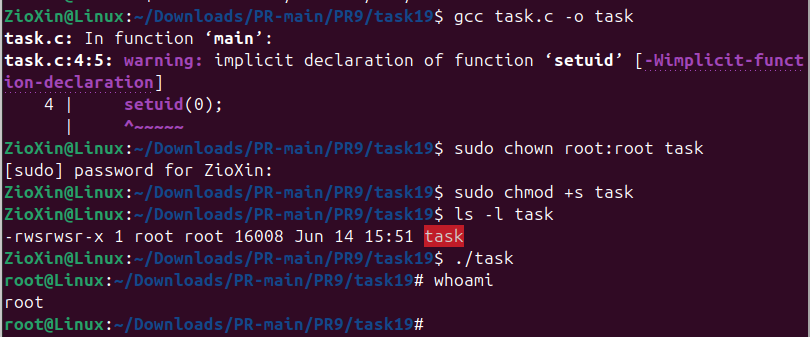 ZioXin@Linux:~/Downloads/PR-main/PR9/task19$ gcc task.c -o task
task.c: In function ‘main’:
task.c:4:5: warning: implicit declaration of function ‘setuid’ [-Wimplicit-funct
ion-declaration]
    4 |     setuid(0);
      |     ^~~~~~
ZioXin@Linux:~/Downloads/PR-main/PR9/task19$ sudo chown root:root task
[sudo] password for ZioXin:
ZioXin@Linux:~/Downloads/PR-main/PR9/task19$ sudo chmod +s task
ZioXin@Linux:~/Downloads/PR-main/PR9/task19$ ls -l task
-rwsrwsr-x 1 root root 16008 Jun 14 15:51 task
ZioXin@Linux:~/Downloads/PR-main/PR9/task19$ ./task
root@Linux:~/Downloads/PR-main/PR9/task19# whoami
root
root@Linux:~/Downloads/PR-main/PR9/task19#